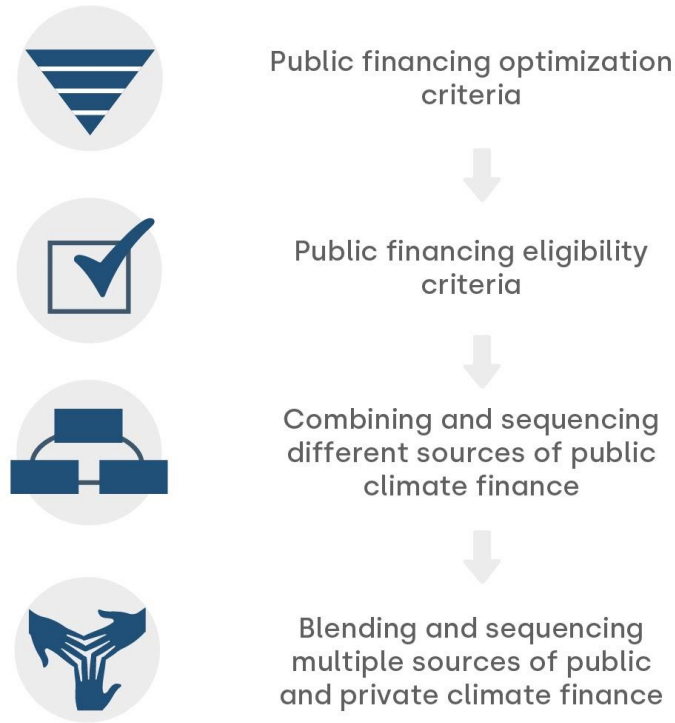 Public financing optimization
criteria
Public financing eligibility
criteria
Combining and sequencing
different sources of public
climate finance
Blending and sequencing
multiple sources of public
and private climate finance